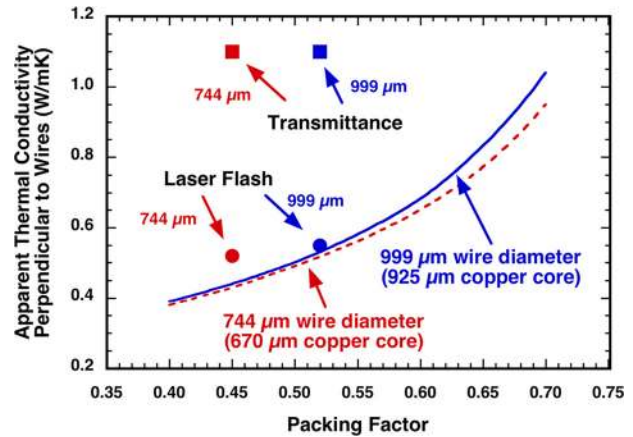 Apparent Thermal Conductivity
Perpendicular to Wires (W/mK)
1.2
1.0
0.8
0.6
0.4
0.2
744 µm
999 µm
Transmittance
Laser Flash
744 µm
999 µm
999 µm wire diameter
(925 µm copper core)
744 µm wire diameter
(670 µm copper core)
0.35 0.40 0.45 0.50 0.55 0.60 0.65 0.70 0.75
Packing Factor